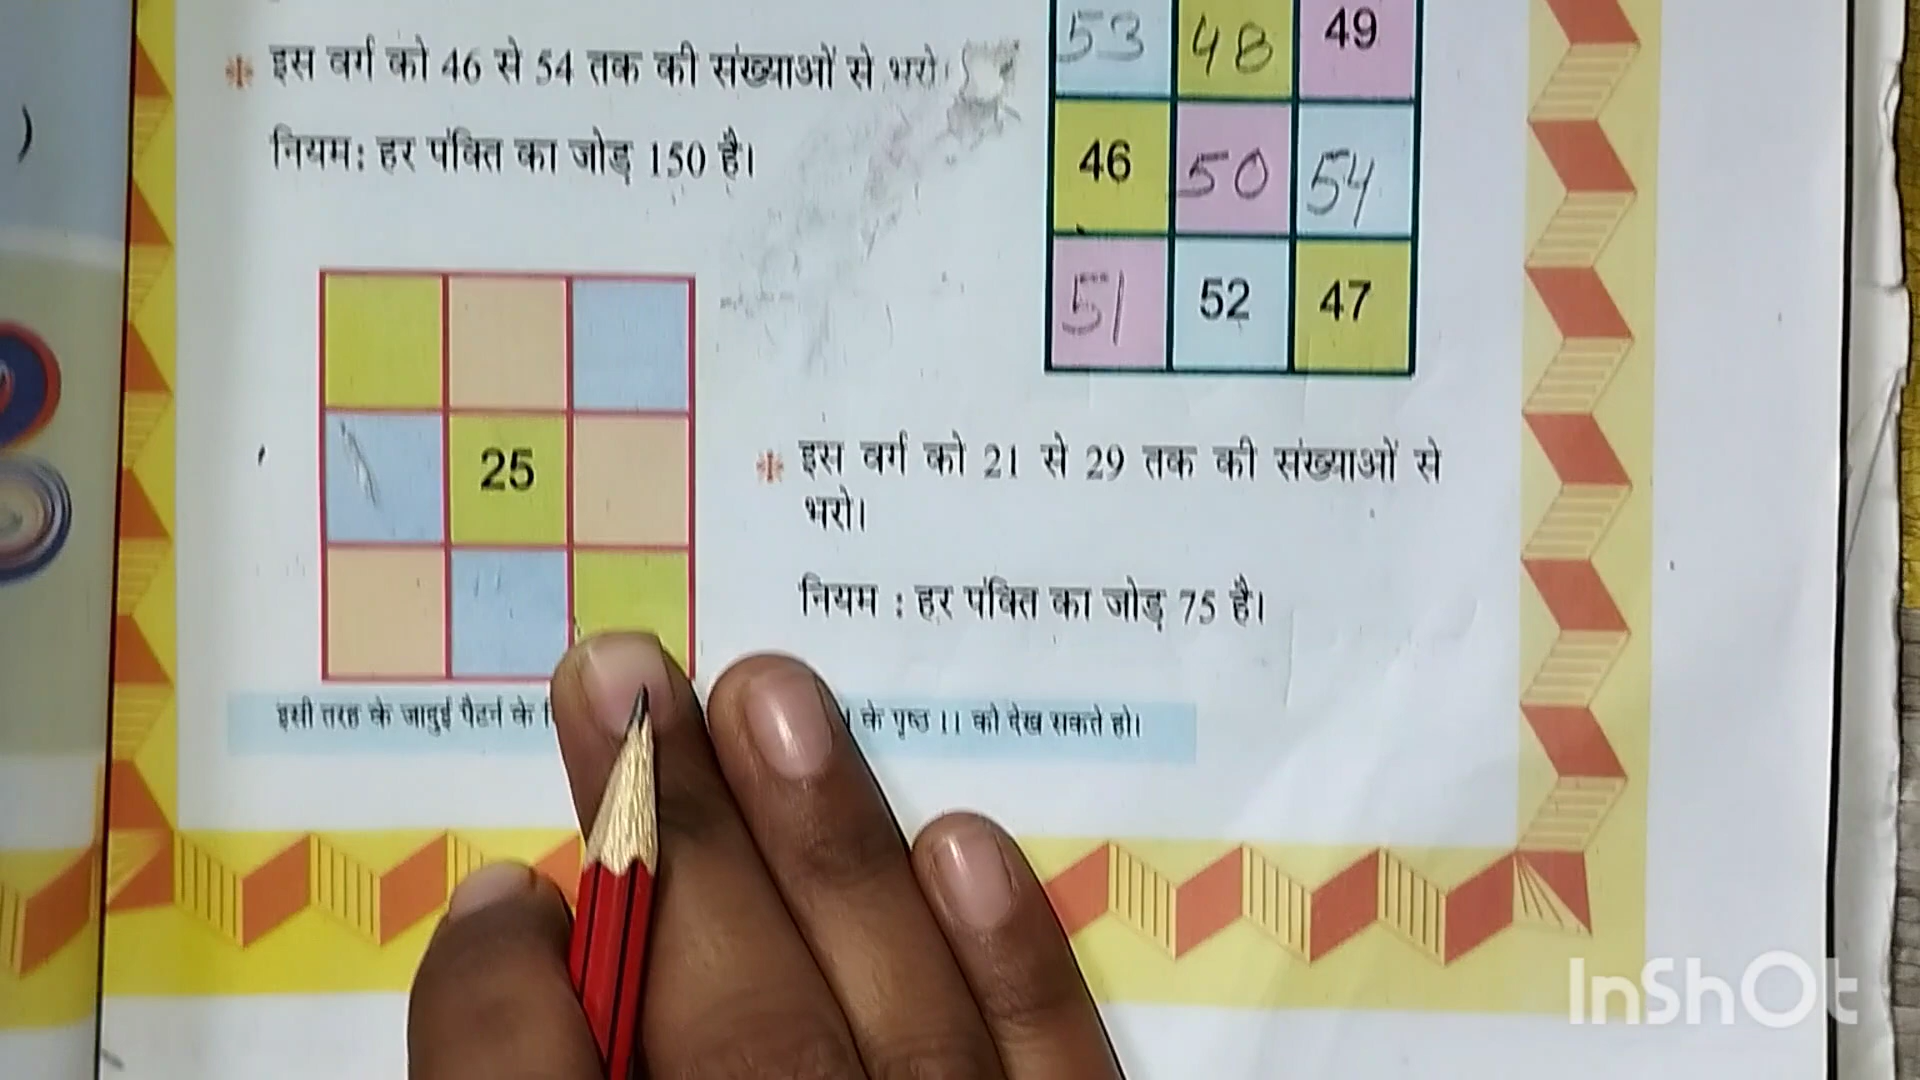 इस वर्ग को 46 से 54 तक की संख्याओं से भरो।
नियम: हर पंक्ति का जोड़ 150 है।
53 48 49
46 50 54
51 52 47
25
इस वर्ग को 21 से 29 तक की संख्याओं से
भरो।
नियम : हर पंक्ति का जोड़ 75 है।
इसी तरह के जादुई पैटर्न के के पृष्ठ 11 को देख सकते हो।
)
InShOt